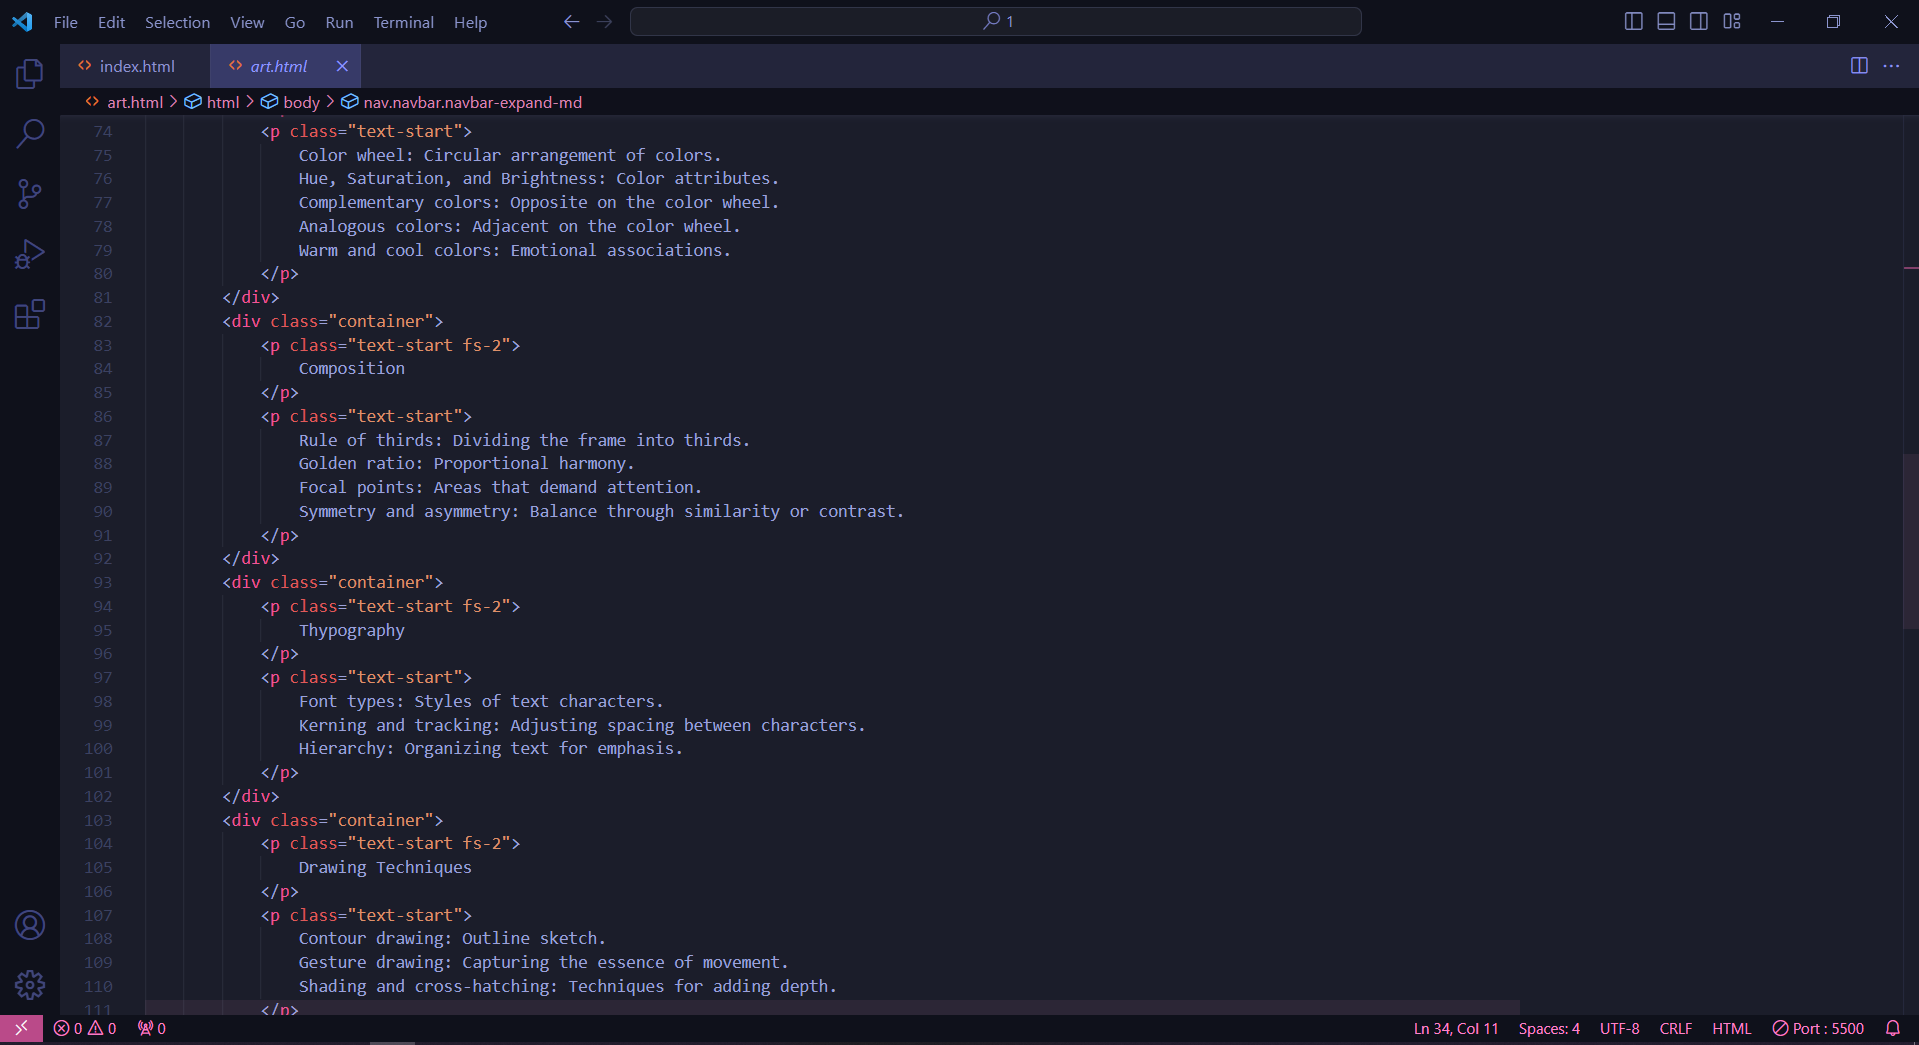 File Edit Selection View Go Run Terminal Help
1
index.html art.html
art.html > html > body > nav.navbar.navbar-expand-md
74 <p class="text-start">
75 Color wheel: Circular arrangement of colors.
76 Hue, Saturation, and Brightness: Color attributes.
77 Complementary colors: Opposite on the color wheel.
78 Analogous colors: Adjacent on the color wheel.
79 Warm and cool colors: Emotional associations.
80 </p>
81 </div>
82 <div class="container">
83 <p class="text-start fs-2">
84 Composition
85 </p>
86 <p class="text-start">
87 Rule of thirds: Dividing the frame into thirds.
88 Golden ratio: Proportional harmony.
89 Focal points: Areas that demand attention.
90 Symmetry and asymmetry: Balance through similarity or contrast.
91 </p>
92 </div>
93 <div class="container">
94 <p class="text-start fs-2">
95 Thypography
96 </p>
97 <p class="text-start">
98 Font types: Styles of text characters.
99 Kerning and tracking: Adjusting spacing between characters.
100 Hierarchy: Organizing text for emphasis.
101 </p>
102 </div>
103 <div class="container">
104 <p class="text-start fs-2">
105 Drawing Techniques
106 </p>
107 <p class="text-start">
108 Contour drawing: Outline sketch.
109 Gesture drawing: Capturing the essence of movement.
110 Shading and cross-hatching: Techniques for adding depth.
111 </p>
0 0 0 Ln 34, Col 11 Spaces: 4 UTF-8 CRLF HTML Port : 5500